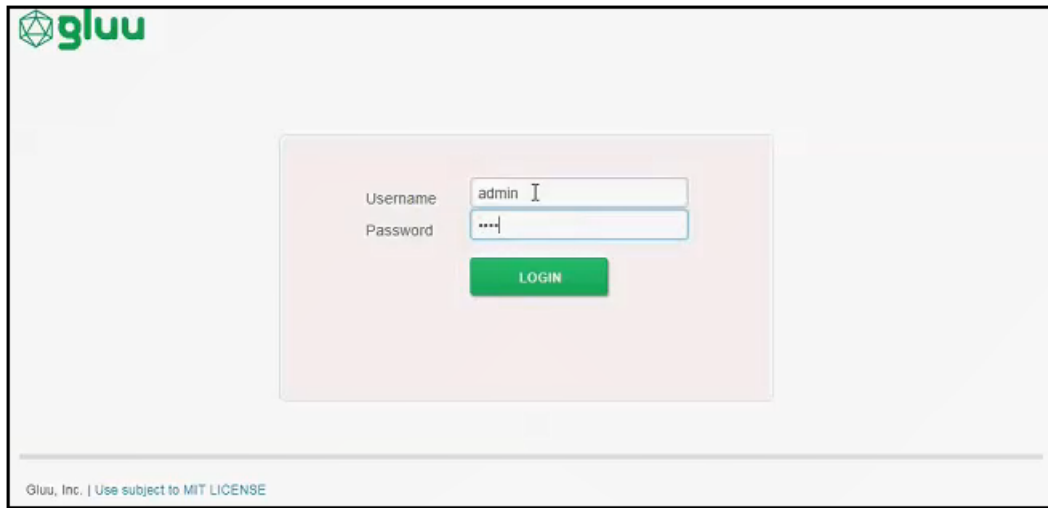 gluu
Username admin
Password ••••
LOGIN
Gluu, Inc. | Use subject to MIT LICENSE